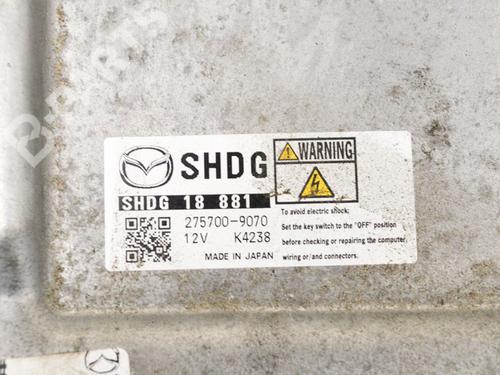 B-PARTS
SHDG
SHDG 18 881
275700-9070
12V K4238
MADE IN JAPAN
WARNING
To avoid electric shock;
Set the key switch to the "OFF" position
before checking or repairing the computer,
wiring or/and connectors.